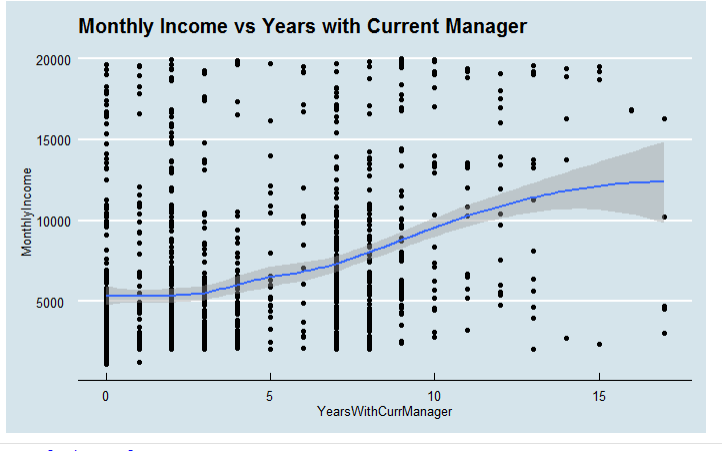 Monthly Income vs Years with Current Manager
20000
15000
10000
5000
MonthlyIncome
0 5 10 15
YearsWithCurrManager